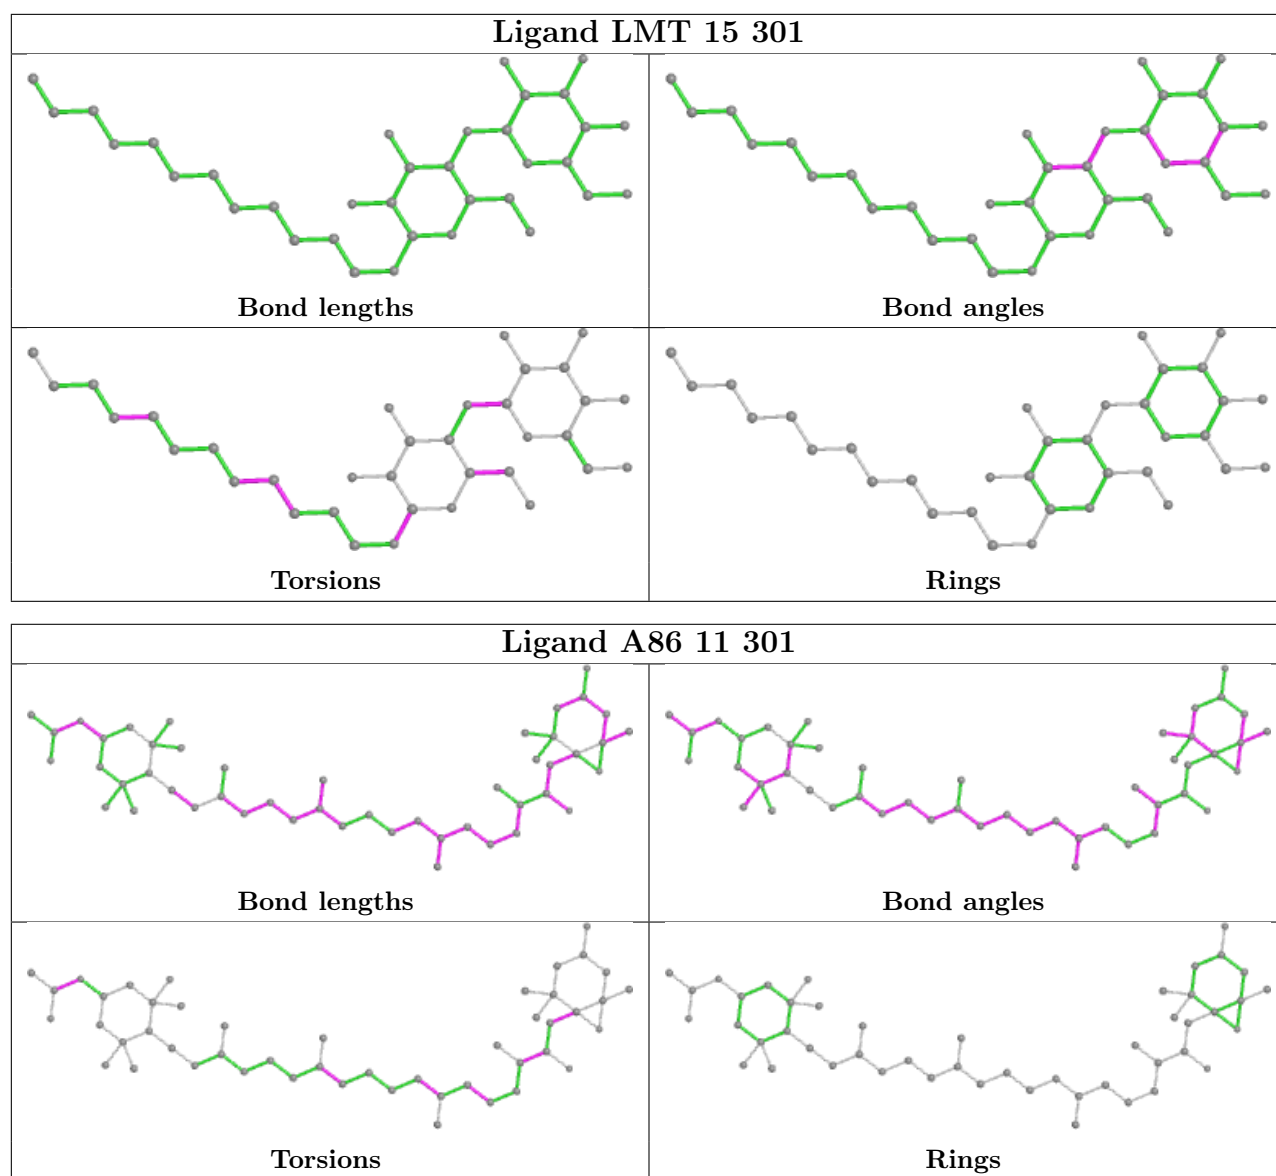 Ligand LMT 15 301
Bond lengths
Bond angles
Torsions
Rings
Ligand A86 11 301
Bond lengths
Bond angles
Torsions
Rings